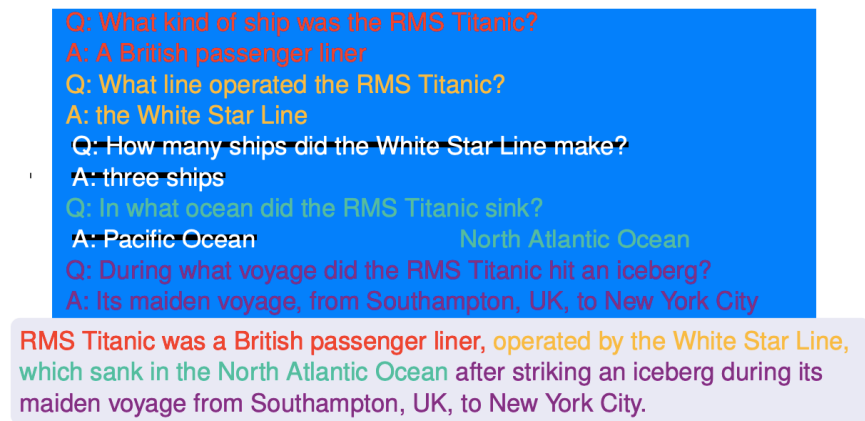 Q: What kind of ship was the RMS Titanic?
A: A British passenger liner
Q: What line operated the RMS Titanic?
A: the White Star Line
Q: How many ships did the White Star Line make?
A: three ships
Q: In what ocean did the RMS Titanic sink?
A: Pacific Ocean North Atlantic Ocean
Q: During what voyage did the RMS Titanic hit an iceberg?
A: Its maiden voyage, from Southampton, UK, to New York City
RMS Titanic was a British passenger liner, operated by the White Star Line,
which sank in the North Atlantic Ocean after striking an iceberg during its
maiden voyage from Southampton, UK, to New York City.